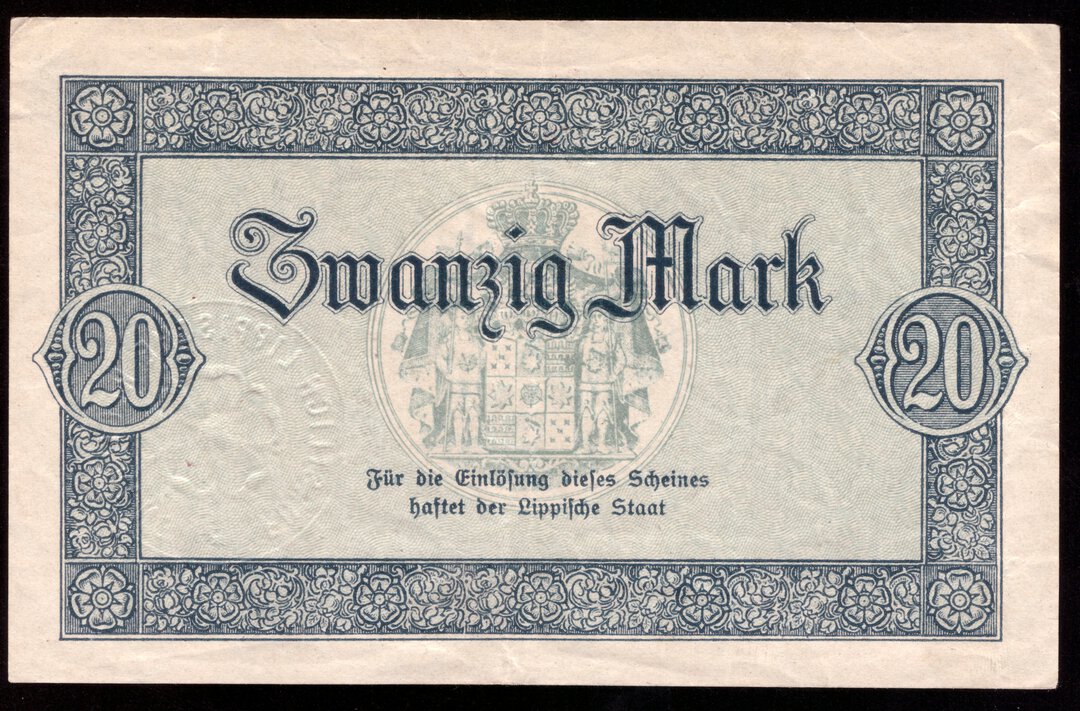 Zwanzig Mark
20 20
Für die Einlösung dieses Scheines
haftet der Lippische Staat